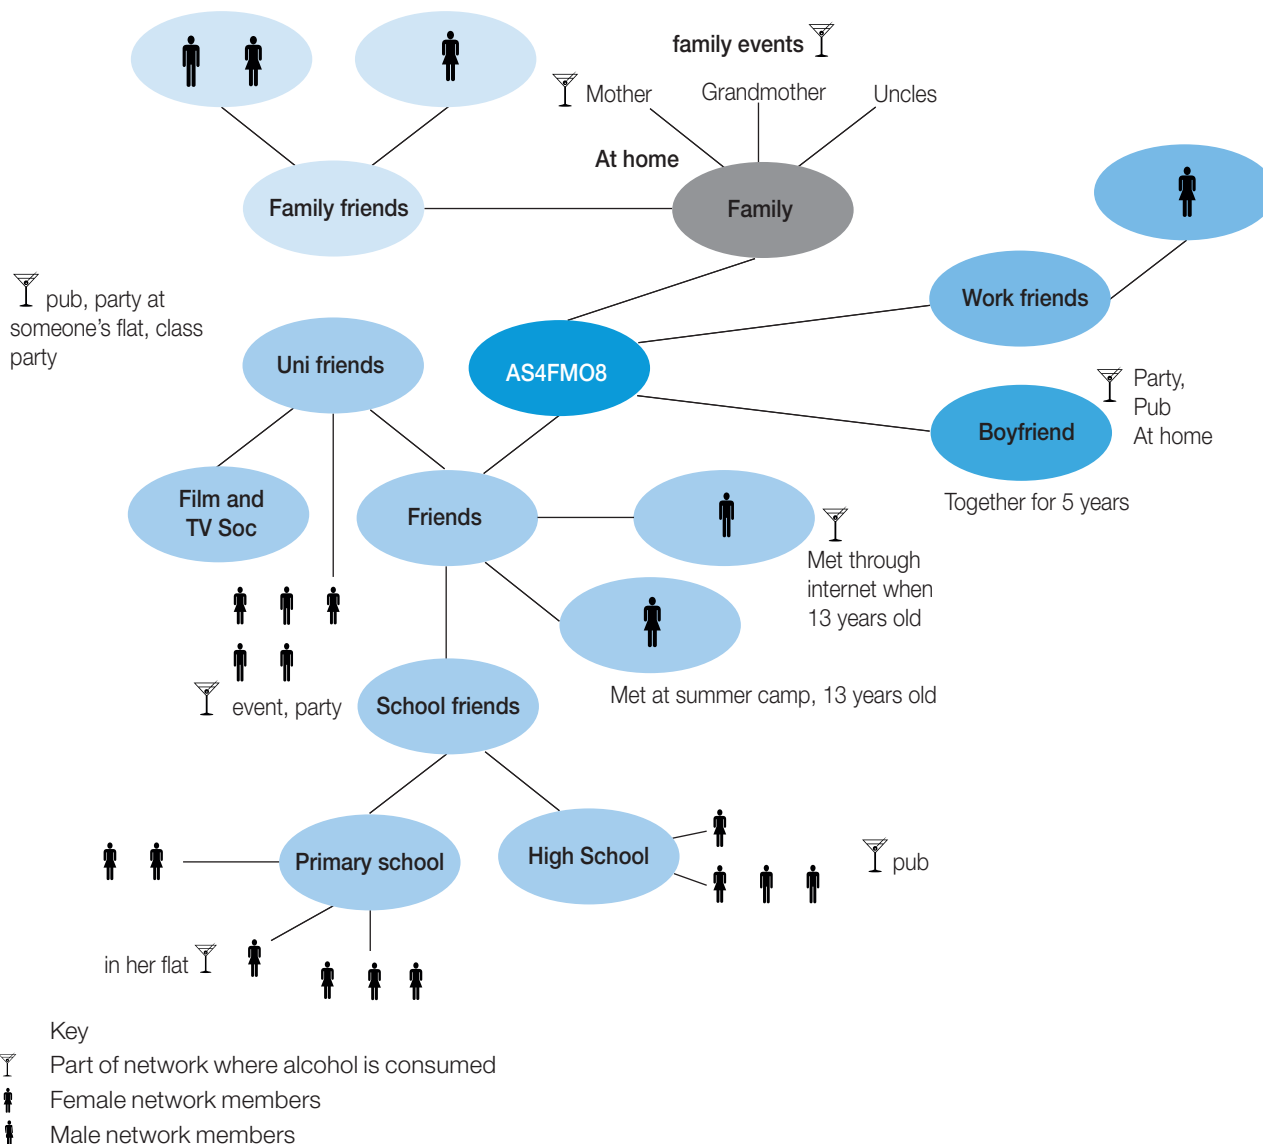 family events
Mother
Grandmother
Uncles
At home
Family friends
Family
Work friends
pub, party at
someone's flat, class
party
Uni friends
AS4FMO8
Party,
Pub
At home
Boyfriend
Together for 5 years
Film and
TV Soc
Friends
Met through
internet when
13 years old
Met at summer camp, 13 years old
event, party
School friends
Primary school
High School
pub
in her flat
Key
Part of network where alcohol is consumed
Female network members
Male network members